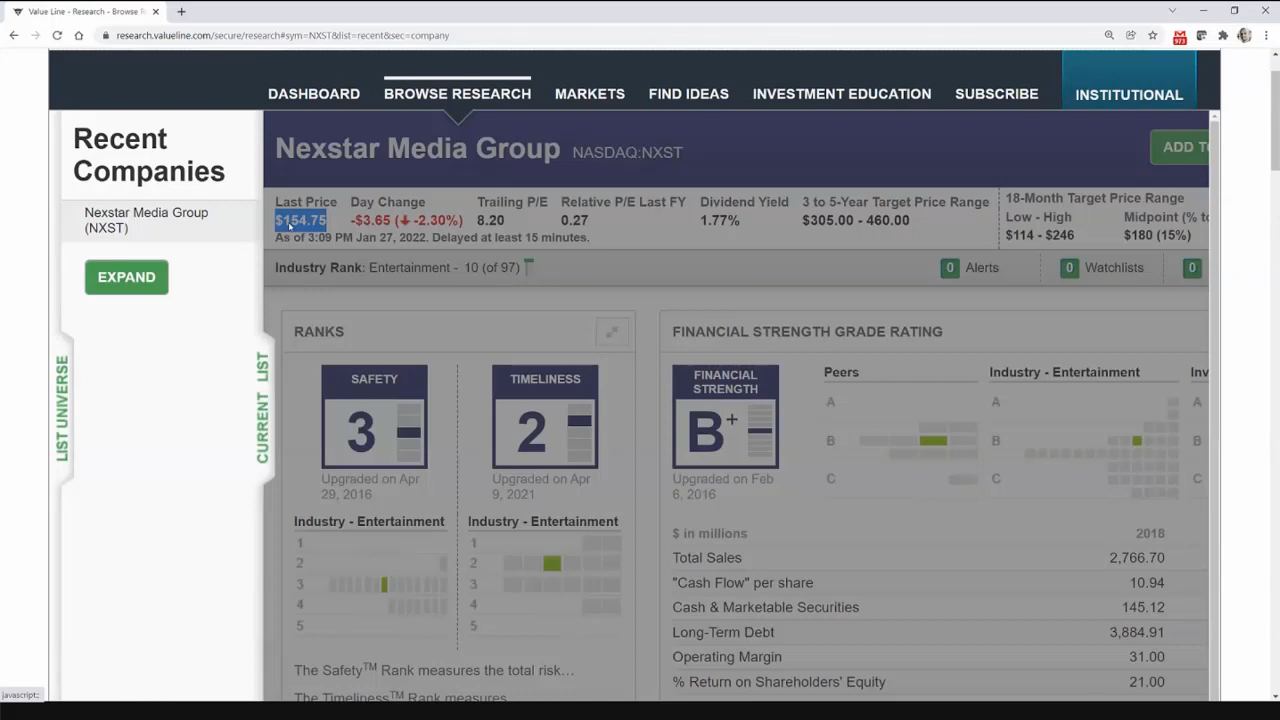 Value Line - Research - Browse R
research.valueline.com/secure/research#sym=NXST&list=recent&sec=company
973
DASHBOARD BROWSE RESEARCH MARKETS FIND IDEAS INVESTMENT EDUCATION SUBSCRIBE INSTITUTIONAL
Recent
Companies
Nexstar Media Group
(NXST)
EXPAND
LIST UNIVERSE
CURRENT LIST
Nexstar Media Group NASDAQ:NXST
ADD TO
Last Price Day Change Trailing P/E Relative P/E Last FY Dividend Yield 3 to 5-Year Target Price Range
$154.75 -$3.65 ( -2.30%) 8.20 0.27 1.77% $305.00 - 460.00
As of 3:09 PM Jan 27, 2022. Delayed at least 15 minutes.
18-Month Target Price Range
Low - High Midpoint (% to
$114 - $246 $180 (15%)
Industry Rank: Entertainment - 10 (of 97)
0 Alerts 0 Watchlists 0
RANKS
SAFETY
3
Upgraded on Apr
29, 2016
TIMELINESS
2
Upgraded on Apr
9, 2021
Industry - Entertainment
1
2
3
4
5
Industry - Entertainment
1
2
3
4
5
The Safety™ Rank measures the total risk…
The Timeliness™ Rank measures
FINANCIAL STRENGTH GRADE RATING
FINANCIAL
STRENGTH
B+
Upgraded on Feb
6, 2016
Peers
A
B
C
Industry - Entertainment
A
B
C
Inv
A
B
C
$ in millions 2018
Total Sales 2,766.70
"Cash Flow" per share 10.94
Cash & Marketable Securities 145.12
Long-Term Debt 3,884.91
Operating Margin 31.00
% Return on Shareholders' Equity 21.00
javascript:;